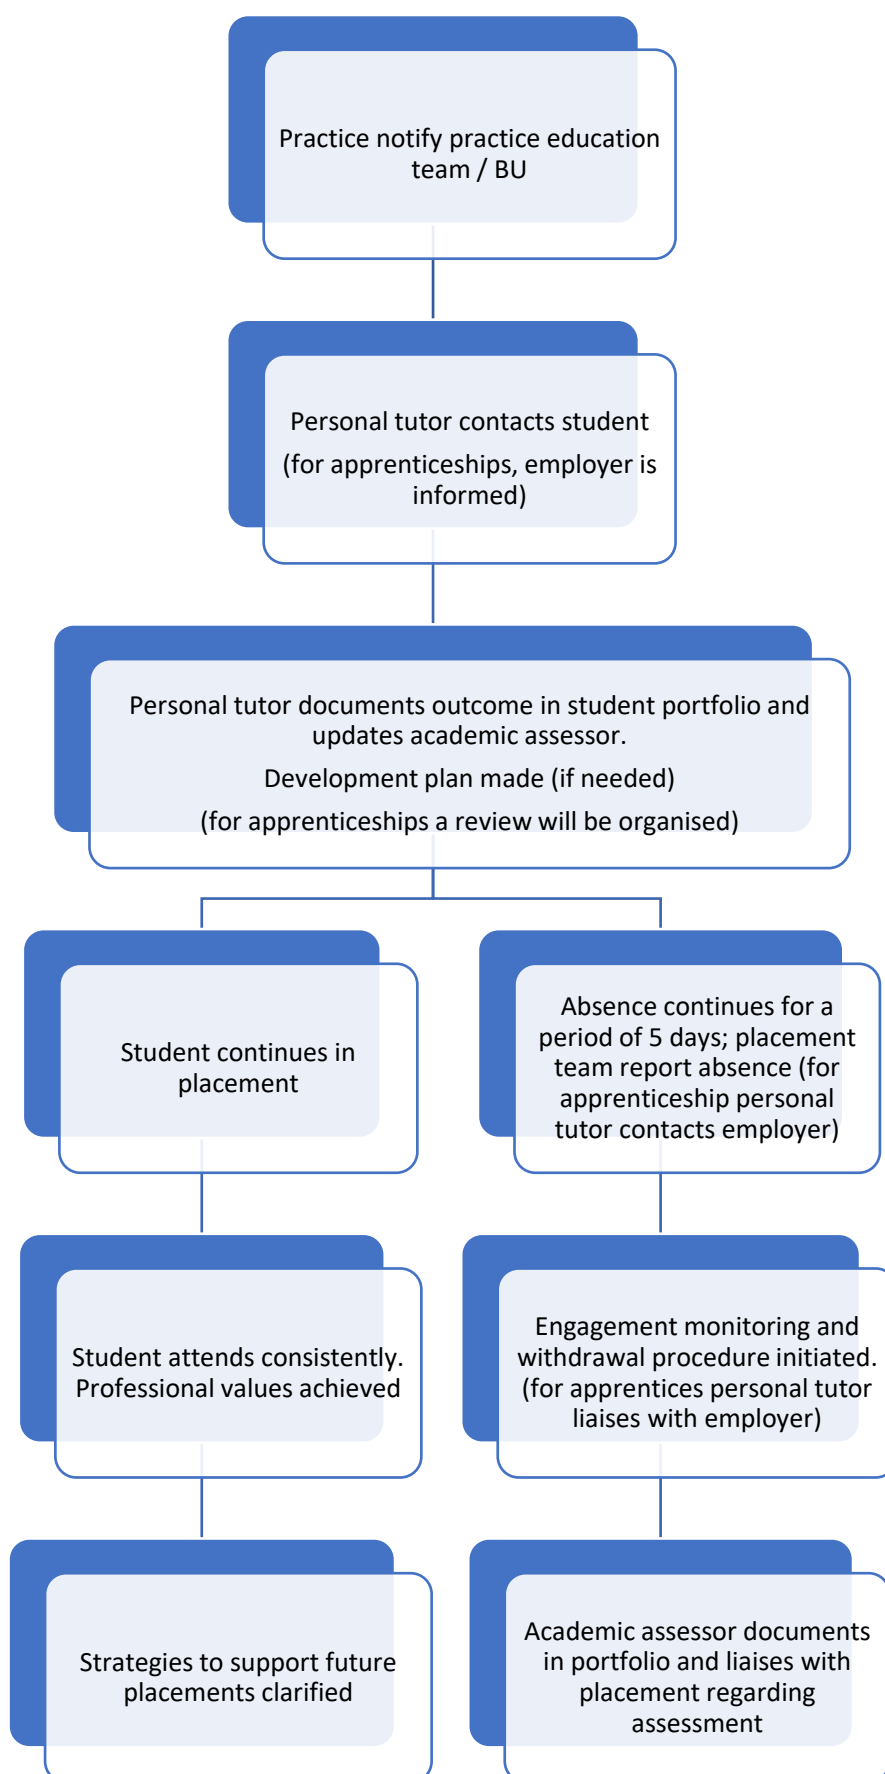 Practice notify practice education
team / BU
Personal tutor contacts student
(for apprenticeships, employer is
informed)
Personal tutor documents outcome in student portfolio and
updates academic assessor.
Development plan made (if needed)
(for apprenticeships a review will be organised)
Student continues in
placement
Absence continues for a
period of 5 days; placement
team report absence (for
apprenticeship personal
tutor contacts employer)
Student attends consistently.
Professional values achieved
Engagement monitoring and
withdrawal procedure initiated.
(for apprentices personal tutor
liaises with employer)
Strategies to support future
placements clarified
Academic assessor documents
in portfolio and liaises with
placement regarding
assessment